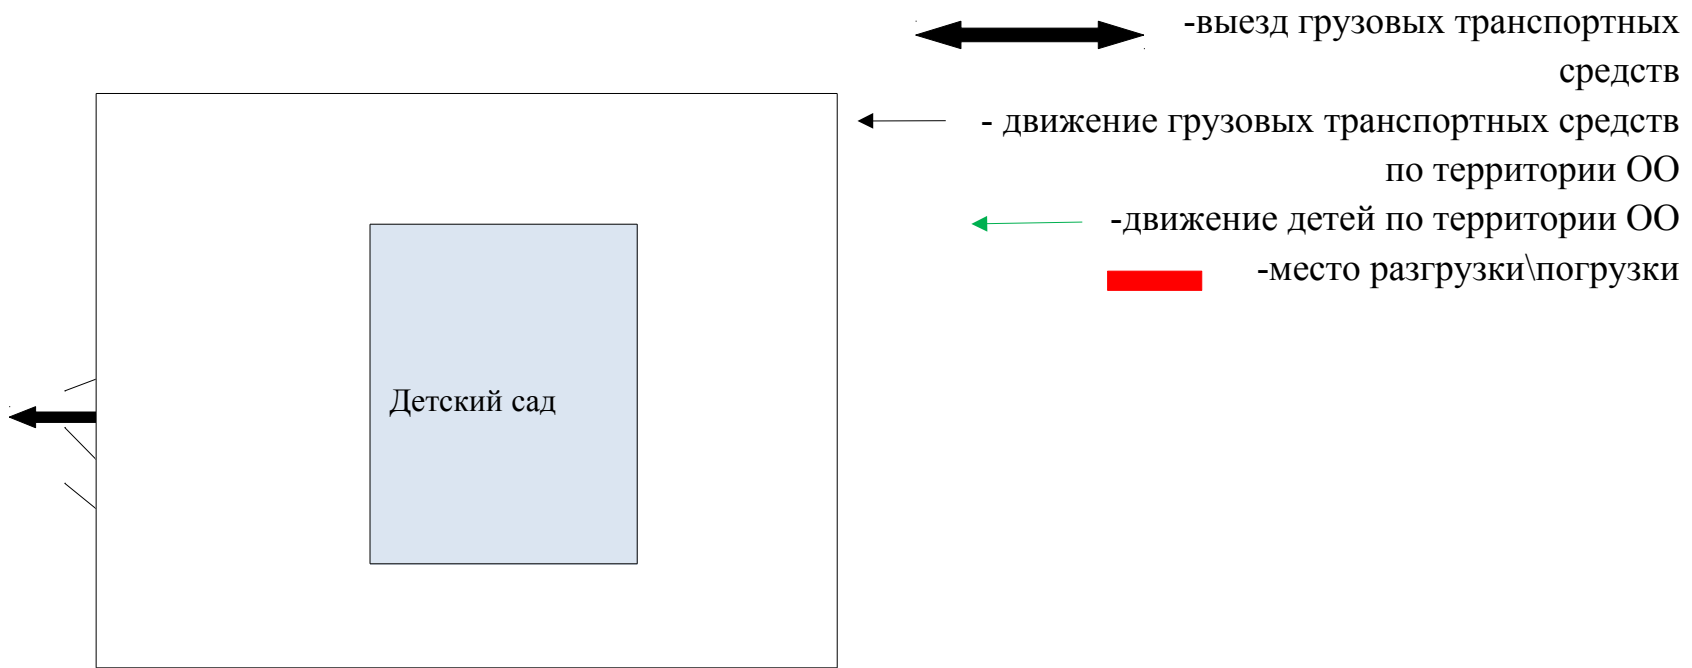 -выезд грузовых транспортных
средств
- движение грузовых транспортных средств
по территории ОО
-движение детей по территории ОО
-место разгрузки\погрузки
Детский сад